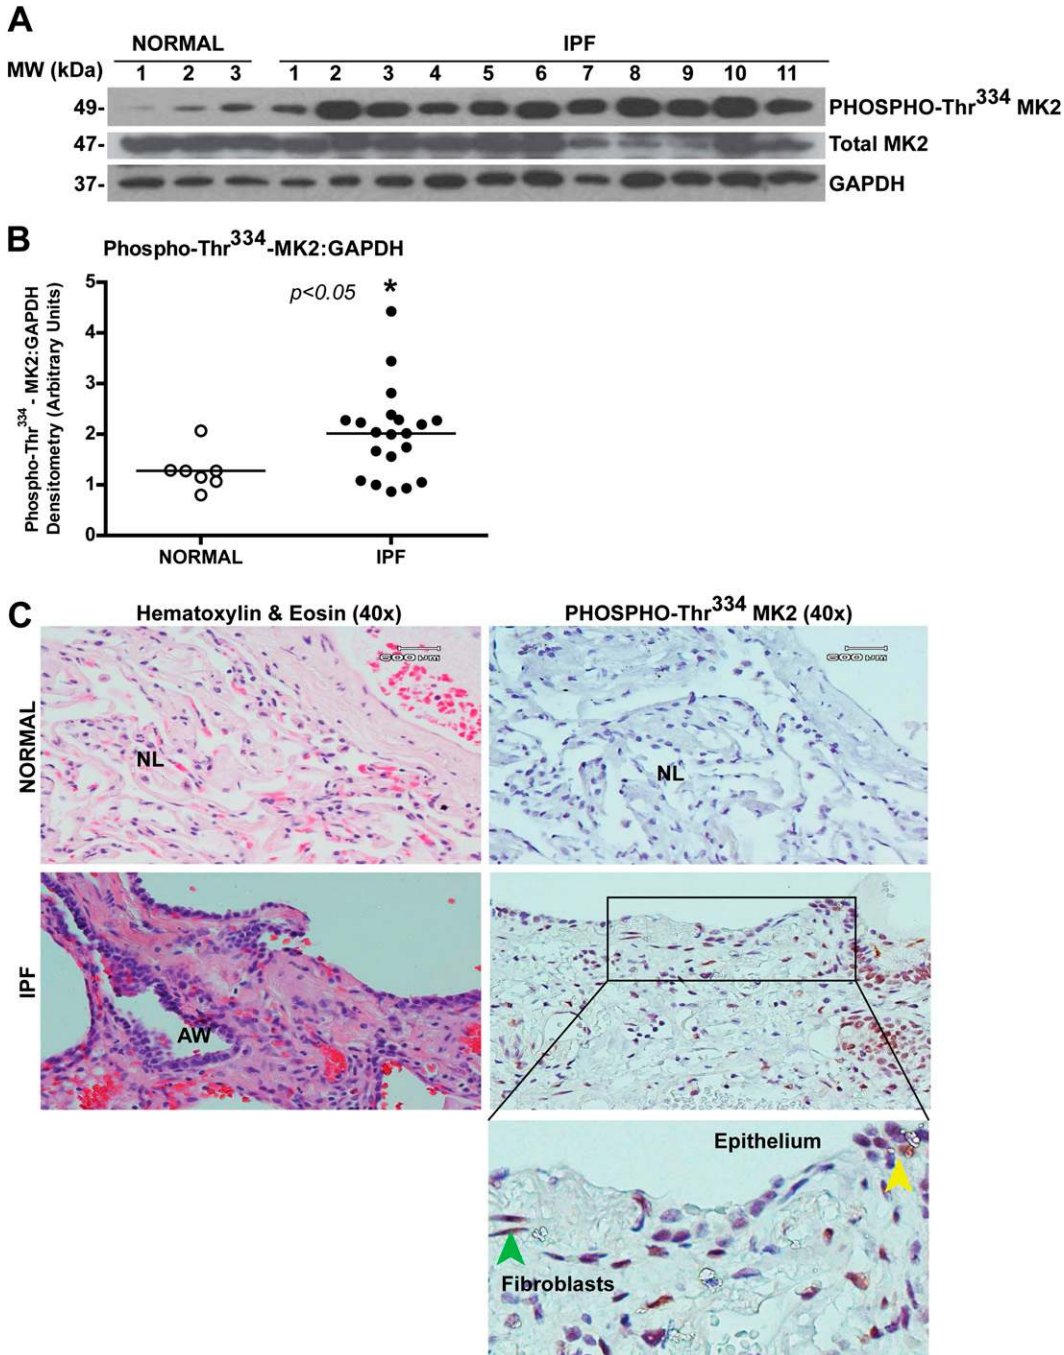 A
NORMAL IPF
MW (kDa) 1 2 3 1 2 3 4 5 6 7 8 9 10 11
49- PHOSPHO-Thr334 MK2
47- Total MK2
37- GAPDH
B
Phospho-Thr334-MK2:GAPDH
p<0.05 *
Phospho-Thr334 - MK2:GAPDH
Densitometry (Arbitrary Units)
5
4
3
2
1
0
NORMAL IPF
C
Hematoxylin & Eosin (40x) PHOSPHO-Thr334 MK2 (40x)
NORMAL
NL NL
IPF
AW
Epithelium
Fibroblasts